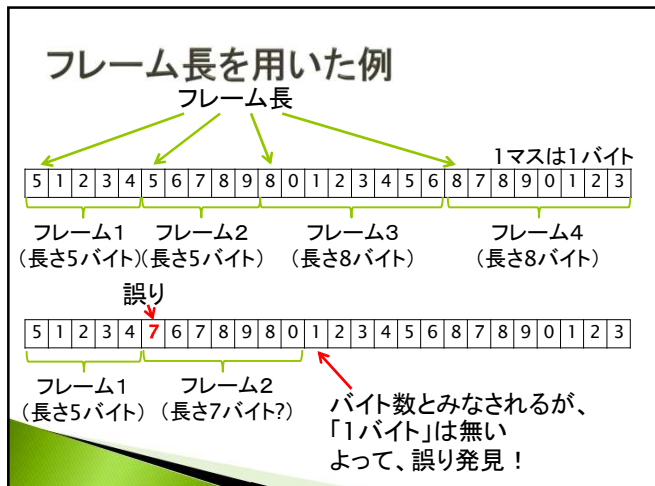 フレーム長を用いた例
フレーム長
1マスは1バイト
5 1 2 3 4 5 6 7 8 9 8 0 1 2 3 4 5 6 8 7 8 9 0 1 2 3
フレーム1 フレーム2 フレーム3 フレーム4
(長さ5バイト)(長さ5バイト) (長さ8バイト) (長さ8バイト)
誤り
5 1 2 3 4 7 6 7 8 9 8 0 1 2 3 4 5 6 8 7 8 9 0 1 2 3
フレーム1 フレーム2
(長さ5バイト) (長さ7バイト?)
バイト数とみなされるが、
「1バイト」は無い
よって、誤り発見!